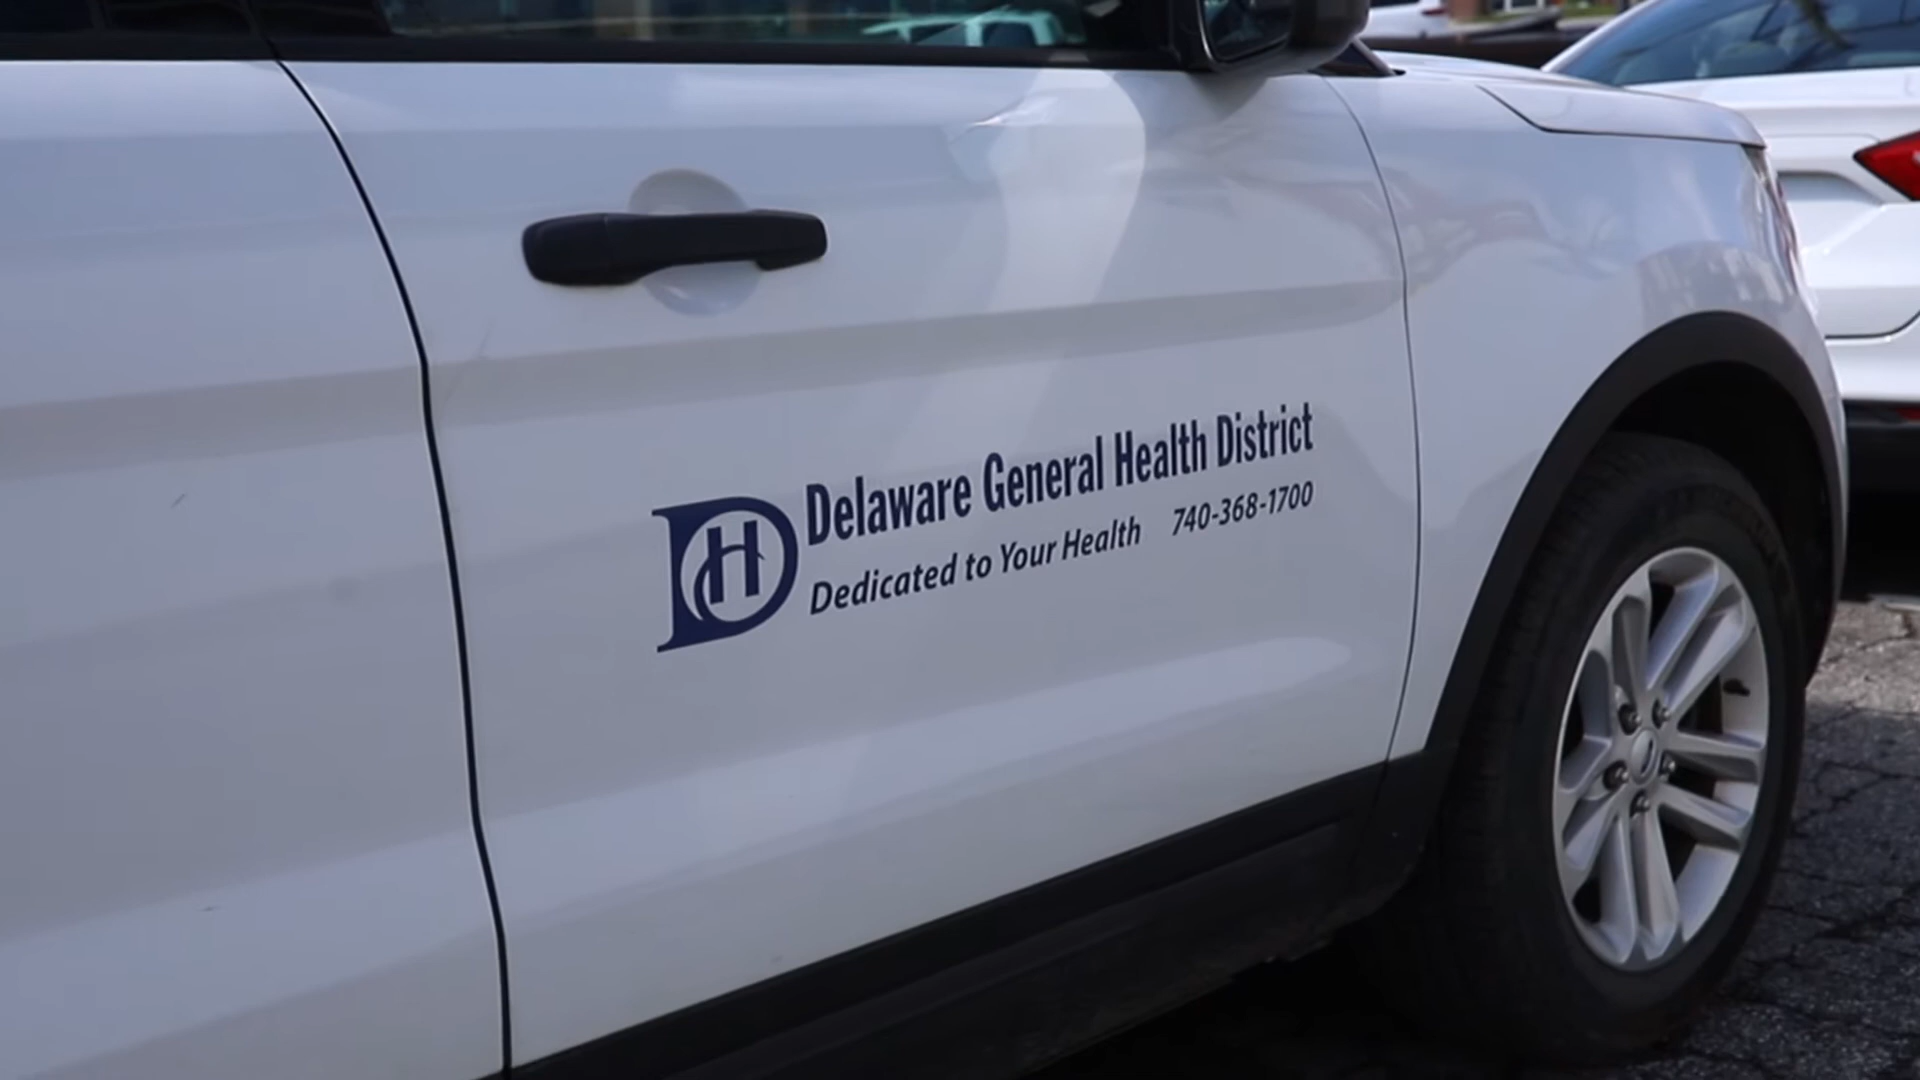 DH
Delaware General Health District
Dedicated to Your Health 740-368-1700